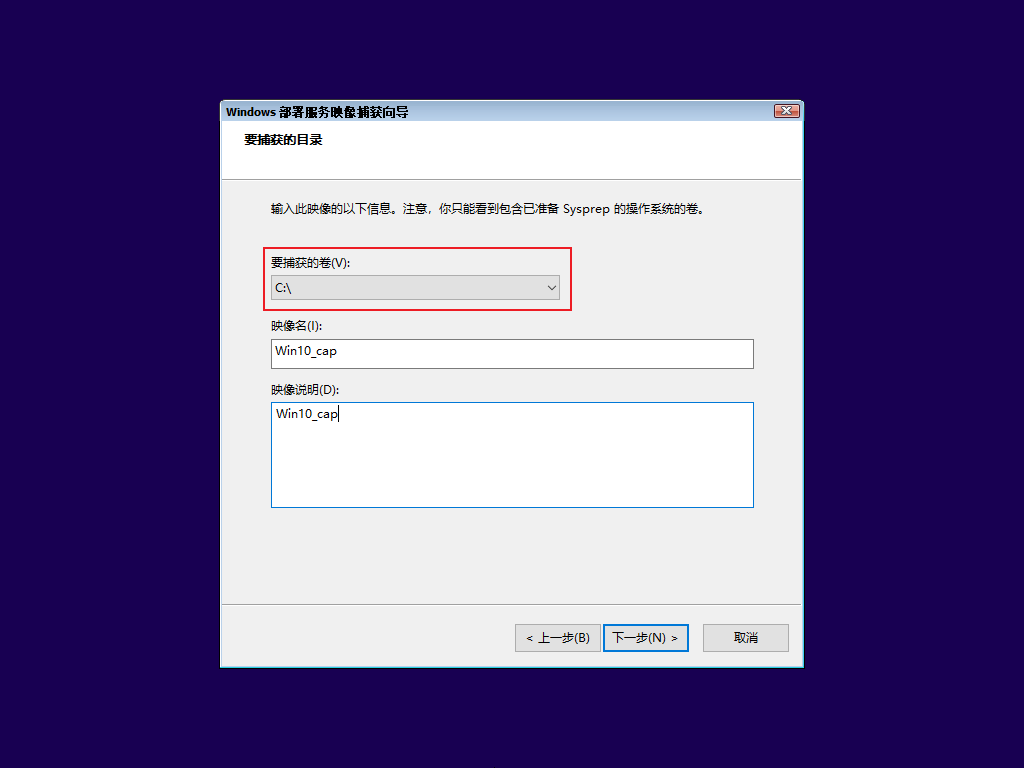 Windows 部署服务映像捕获向导
要捕获的目录
输入此映像的以下信息。注意，你只能看到包含已准备 Sysprep 的操作系统的卷。
要捕获的卷(V):
C:\
映像名(I):
Win10_cap
映像说明(D):
Win10_cap
< 上一步(B) 下一步(N) > 取消